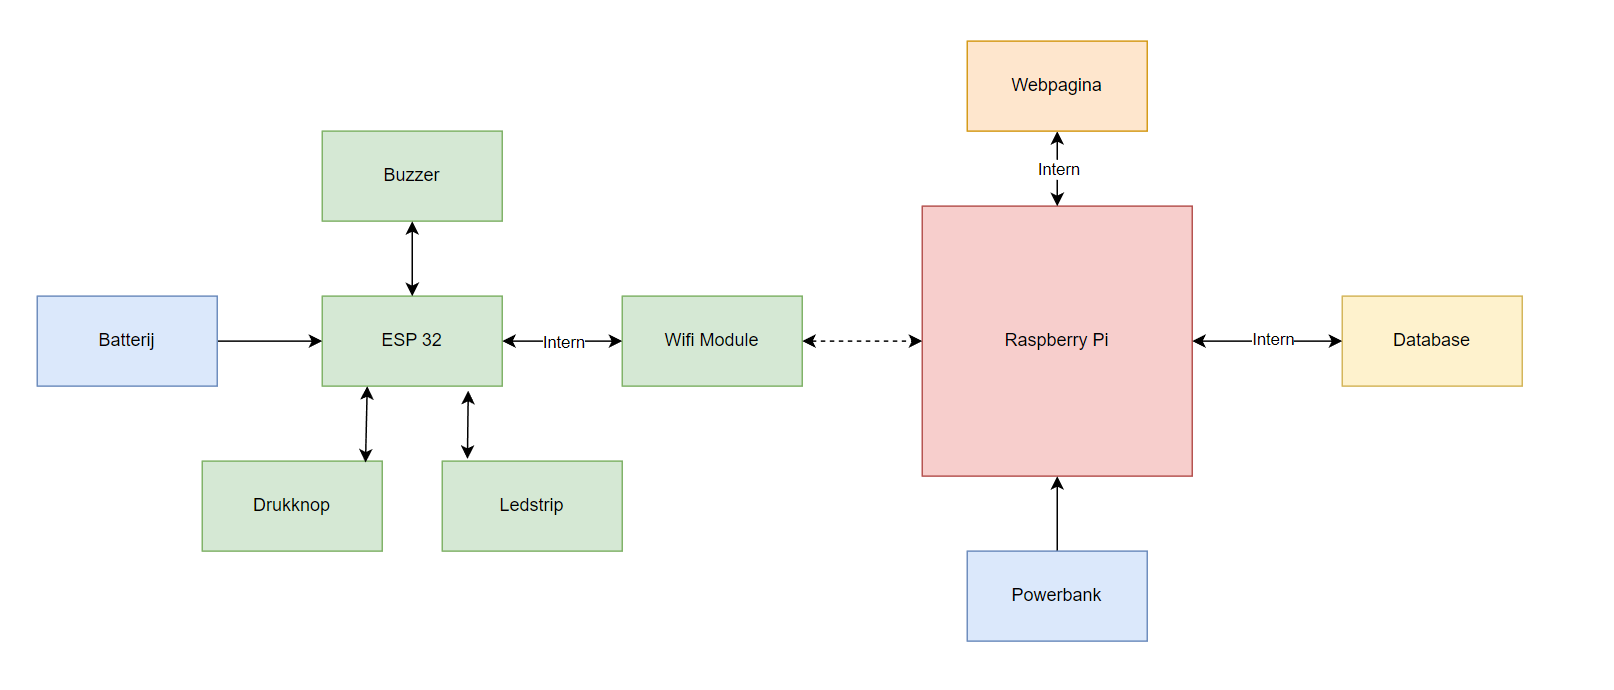 Webpagina
Intern
Buzzer
Batterij
ESP 32
Intern
Wifi Module
Raspberry Pi
Intern
Database
Drukknop
Ledstrip
Powerbank